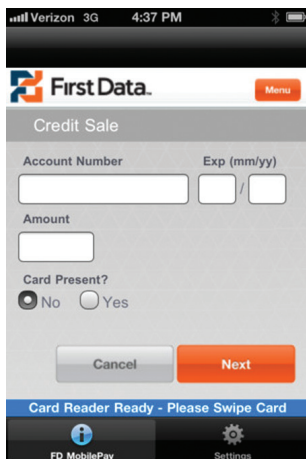 Verizon 3G 4:37 PM
First Data™
Menu
Credit Sale
Account Number Exp (mm/yy)
/
Amount
Card Present?
No Yes
Cancel Next
Card Reader Ready - Please Swipe Card
FD MobilePay Settings